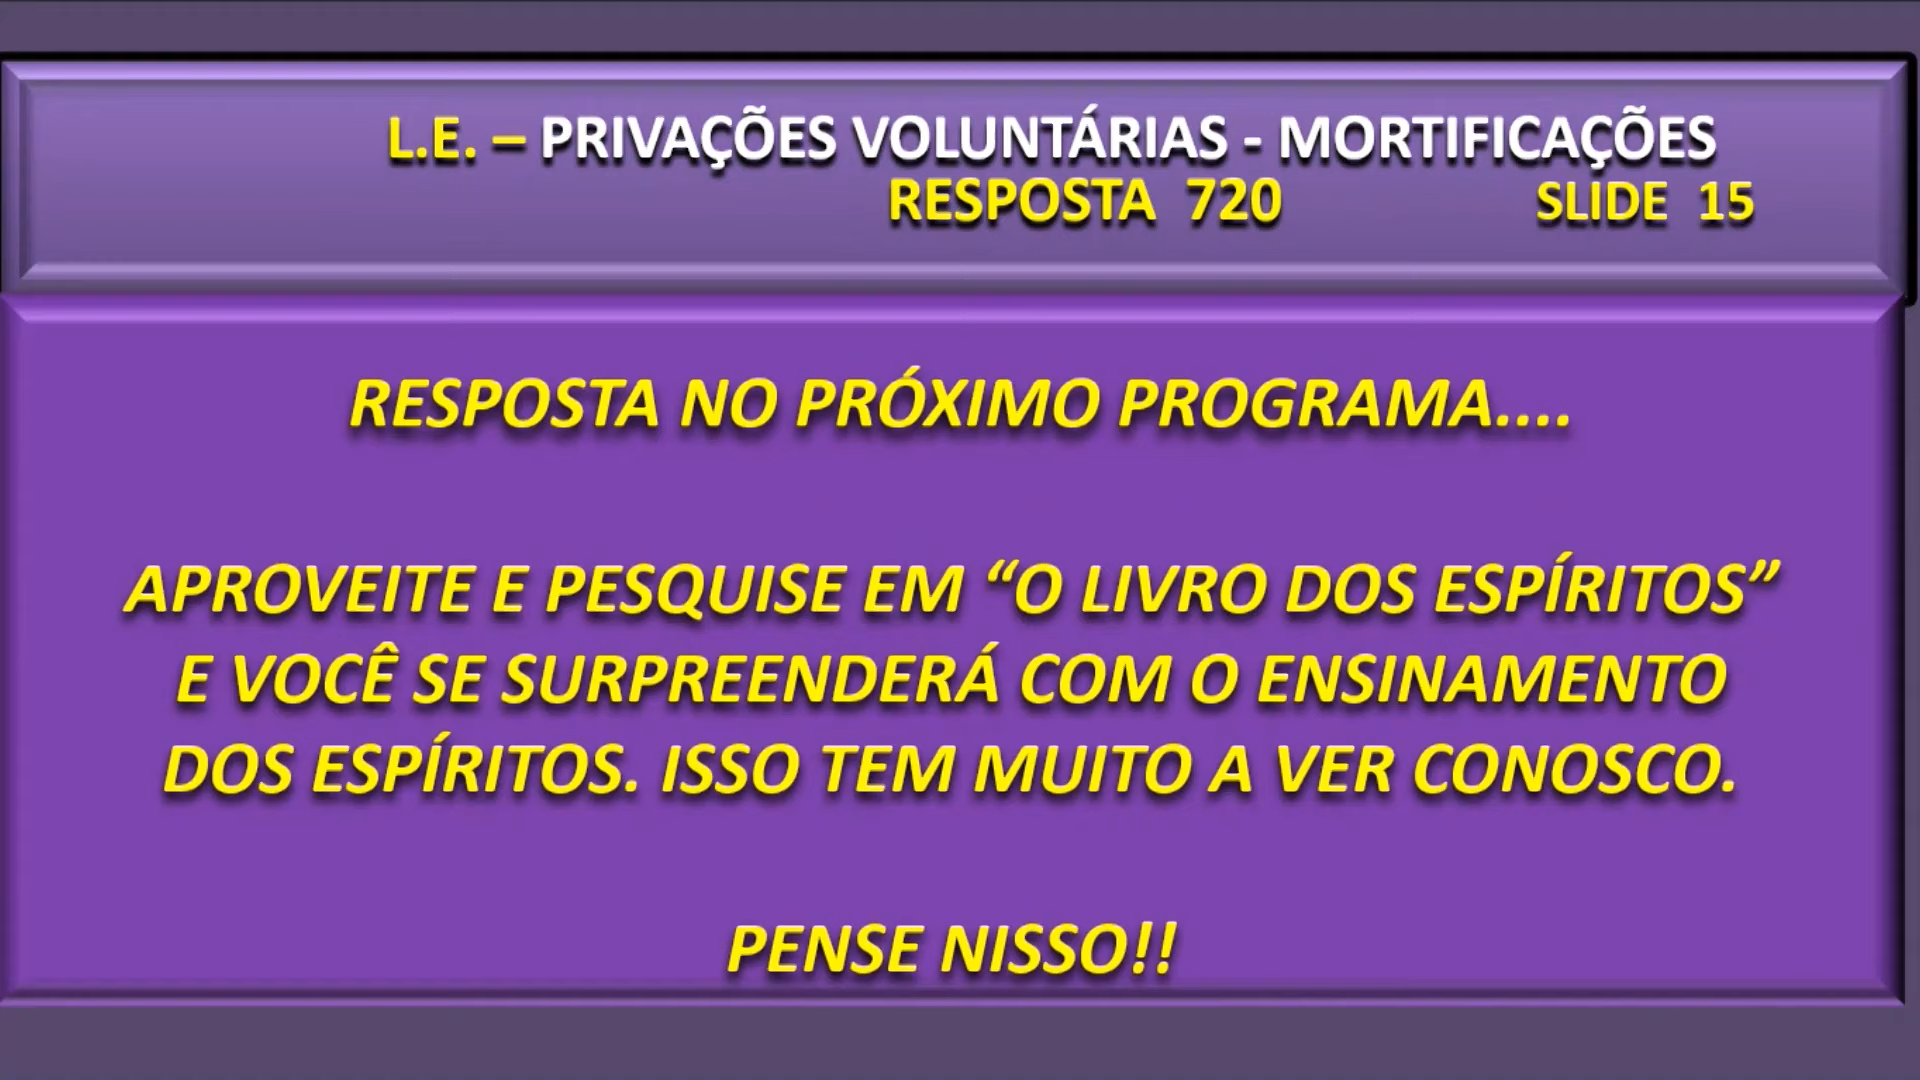 L.E. – PRIVAÇÕES VOLUNTÁRIAS - MORTIFICAÇÕES
RESPOSTA 720 SLIDE 15
RESPOSTA NO PRÓXIMO PROGRAMA....
APROVEITE E PESQUISE EM “O LIVRO DOS ESPÍRITOS”
E VOCÊ SE SURPREENDERÁ COM O ENSINAMENTO
DOS ESPÍRITOS. ISSO TEM MUITO A VER CONOSCO.
PENSE NISSO!!